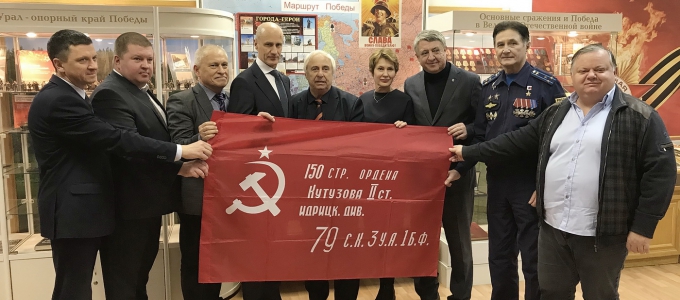 Урал - опорный край Победы
Маршрут Победы
ГОРОДА-ГЕРОИ
СЛАВА
Основные сражения и Победа
в Великой Отечественной войне
150 СТР. ОРДЕНА
КУТУЗОВА II СТ.
ИДРИЦК. ДИВ.
79 С.К. 3 У.А. 1 Б.Ф.